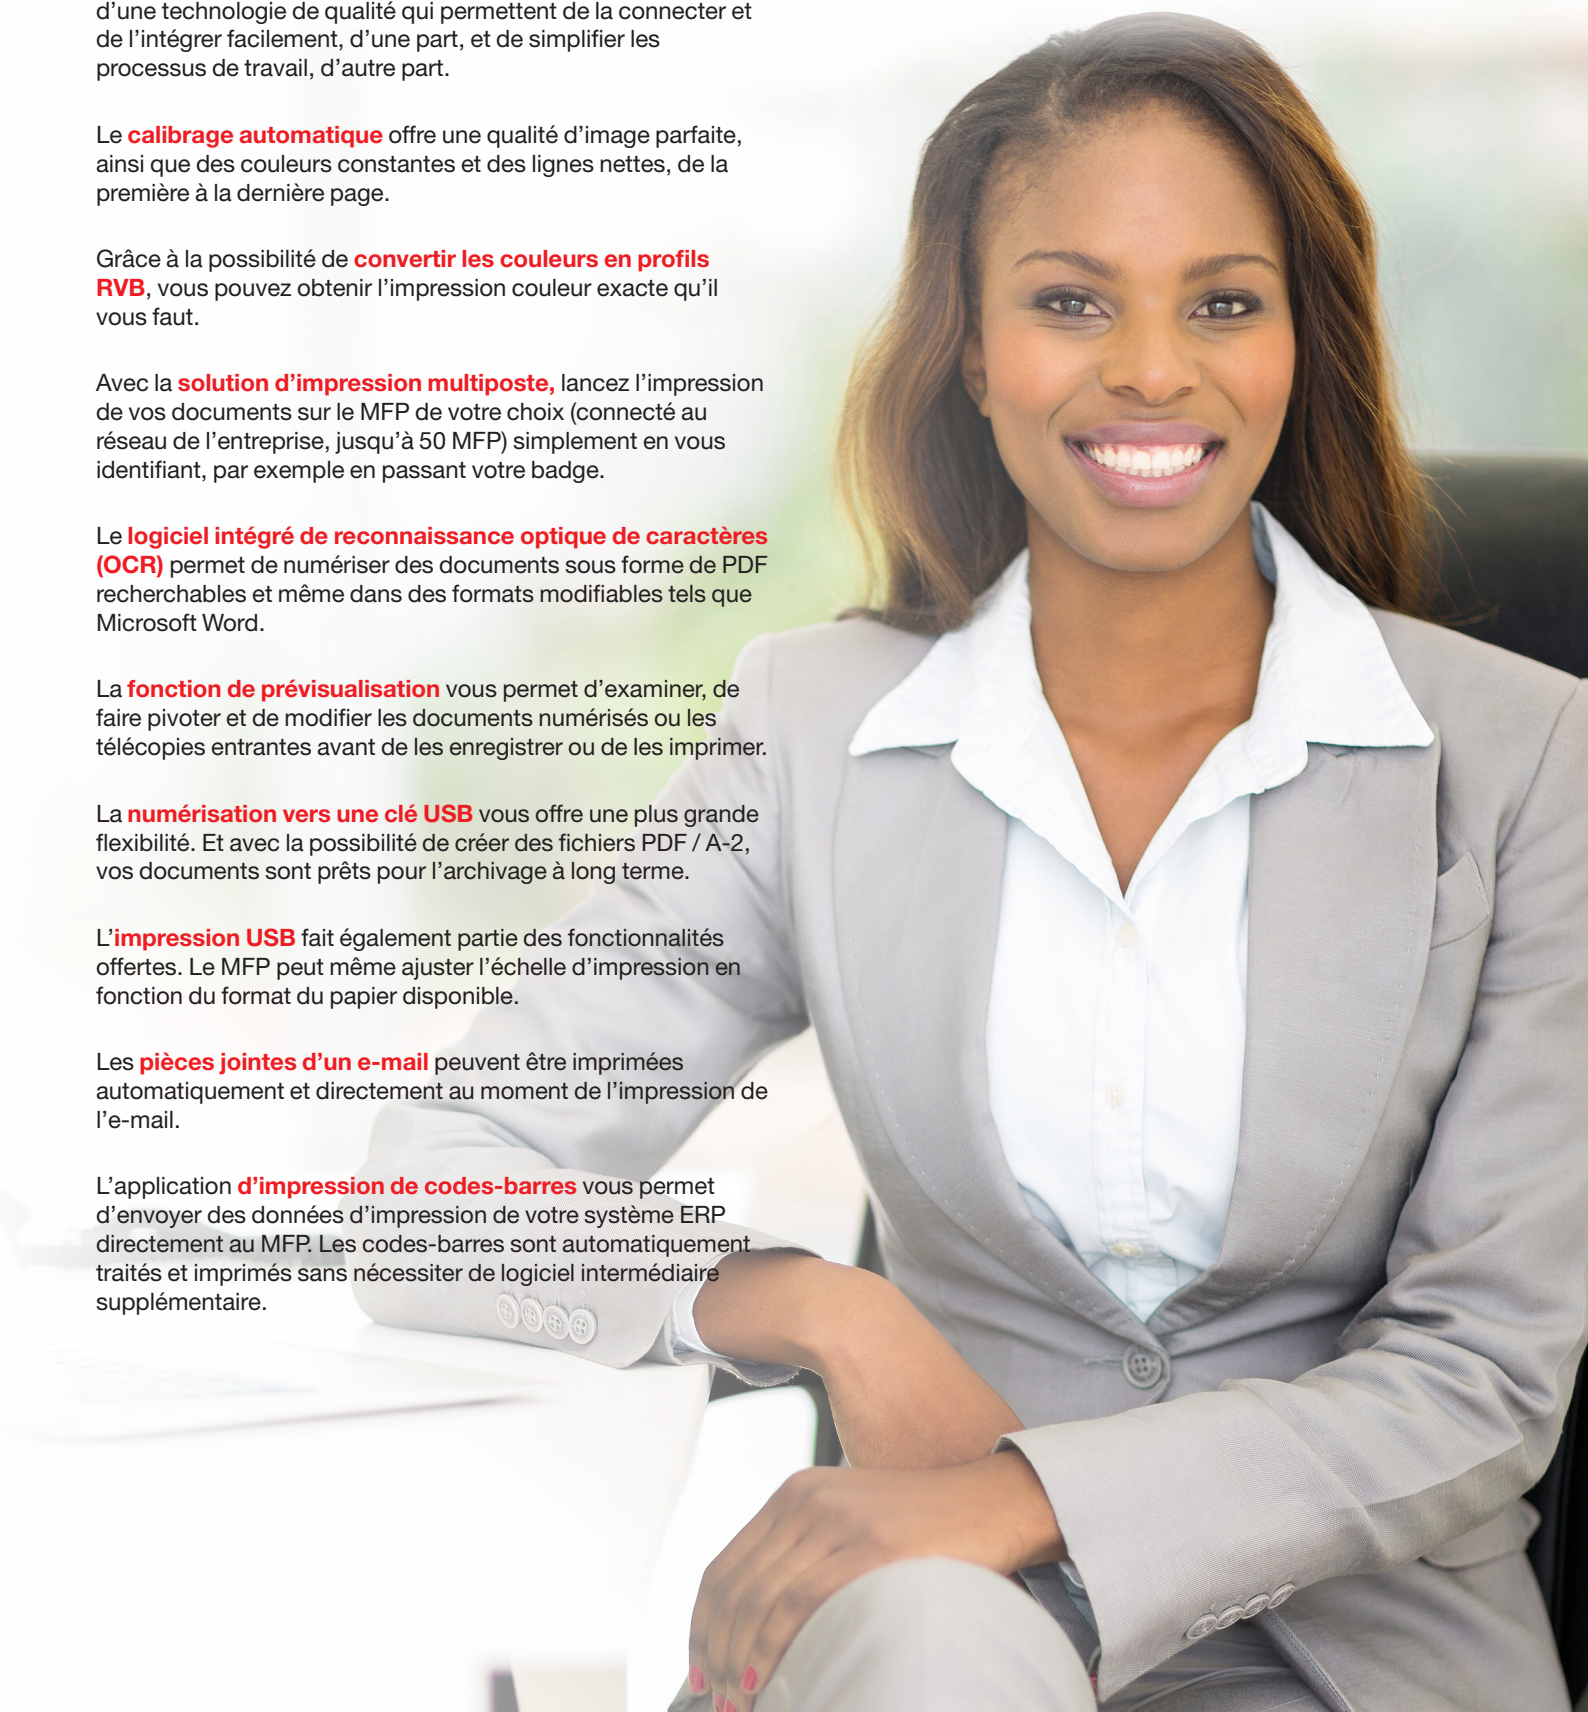 d’une technologie de qualité qui permettent de la connecter et
de l’intégrer facilement, d’une part, et de simplifier les
processus de travail, d’autre part.
Le calibrage automatique offre une qualité d’image parfaite,
ainsi que des couleurs constantes et des lignes nettes, de la
première à la dernière page.
Grâce à la possibilité de convertir les couleurs en profils
RVB, vous pouvez obtenir l’impression couleur exacte qu’il
vous faut.
Avec la solution d’impression multiposte, lancez l’impression
de vos documents sur le MFP de votre choix (connecté au
réseau de l’entreprise, jusqu’à 50 MFP) simplement en vous
identifiant, par exemple en passant votre badge.
Le logiciel intégré de reconnaissance optique de caractères
(OCR) permet de numériser des documents sous forme de PDF
recherchables et même dans des formats modifiables tels que
Microsoft Word.
La fonction de prévisualisation vous permet d’examiner, de
faire pivoter et de modifier les documents numérisés ou les
télécopies entrantes avant de les enregistrer ou de les imprimer.
La numérisation vers une clé USB vous offre une plus grande
flexibilité. Et avec la possibilité de créer des fichiers PDF / A-2,
vos documents sont prêts pour l’archivage à long terme.
L’impression USB fait également partie des fonctionnalités
offertes. Le MFP peut même ajuster l’échelle d’impression en
fonction du format du papier disponible.
Les pièces jointes d’un e-mail peuvent être imprimées
automatiquement et directement au moment de l’impression de
l’e-mail.
L’application d’impression de codes-barres vous permet
d’envoyer des données d’impression de votre système ERP
directement au MFP. Les codes-barres sont automatiquement
traités et imprimés sans nécessiter de logiciel intermédiaire
supplémentaire.